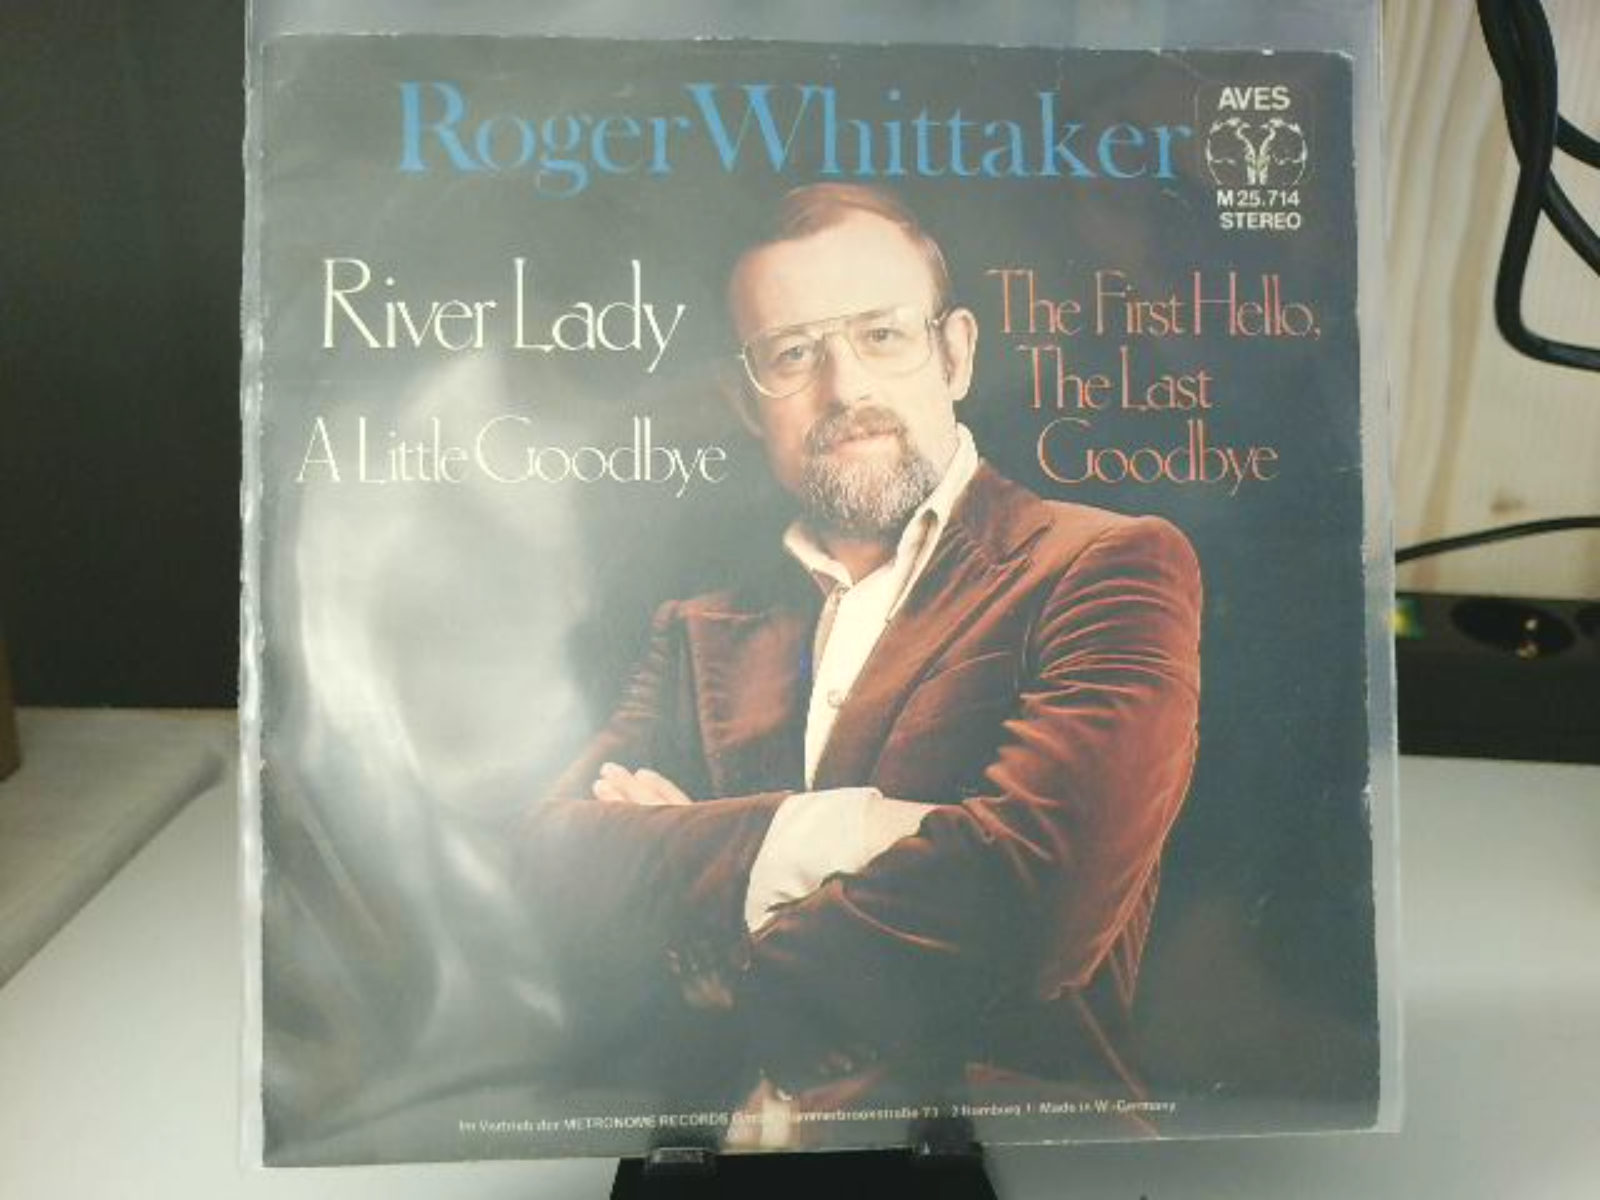 Roger Whittaker
AVES
M 25.714
STEREO
River Lady
A Little Goodbye
The First Hello,
The Last
Goodbye
Im Vertrieb der METRONOME RECORDS 2 Hamburg 1 Made in W.-Germany